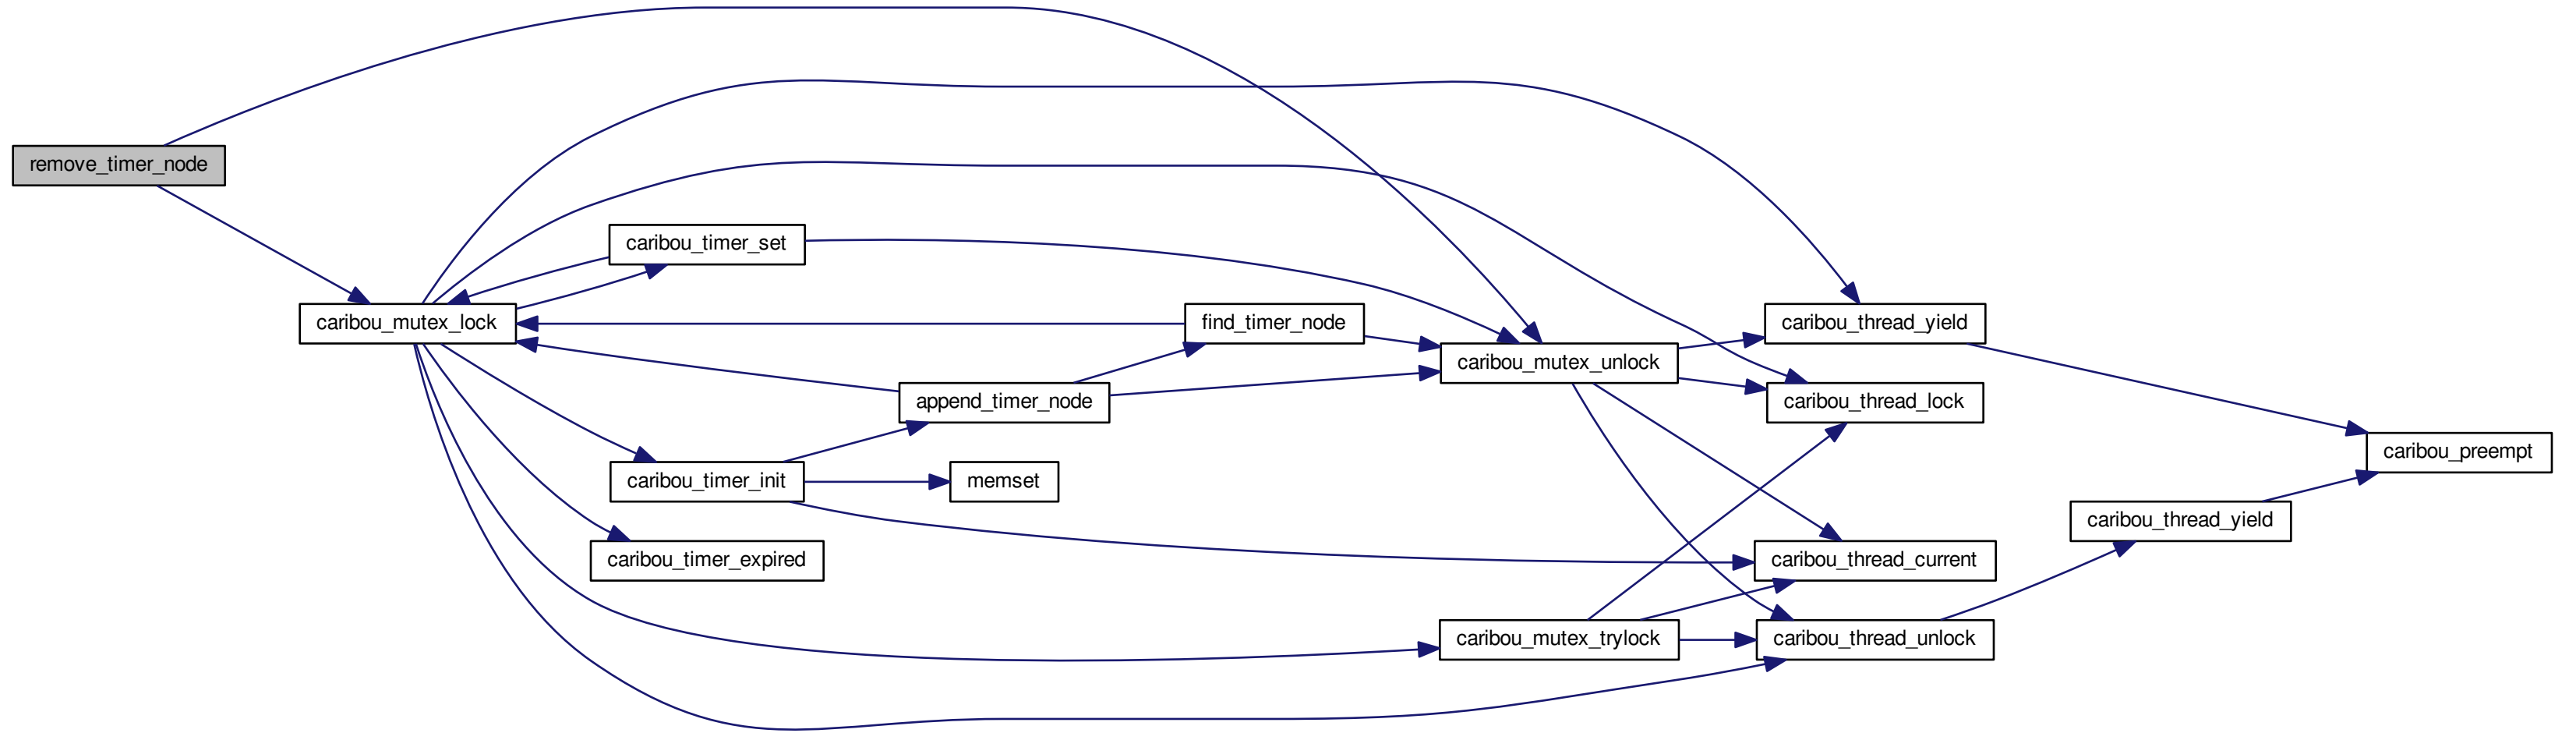 remove_timer_node
caribou_timer_set
caribou_mutex_lock
find_timer_node
caribou_thread_yield
caribou_mutex_unlock
append_timer_node
caribou_thread_lock
caribou_preempt
caribou_timer_init
memset
caribou_thread_yield
caribou_timer_expired
caribou_thread_current
caribou_mutex_trylock
caribou_thread_unlock